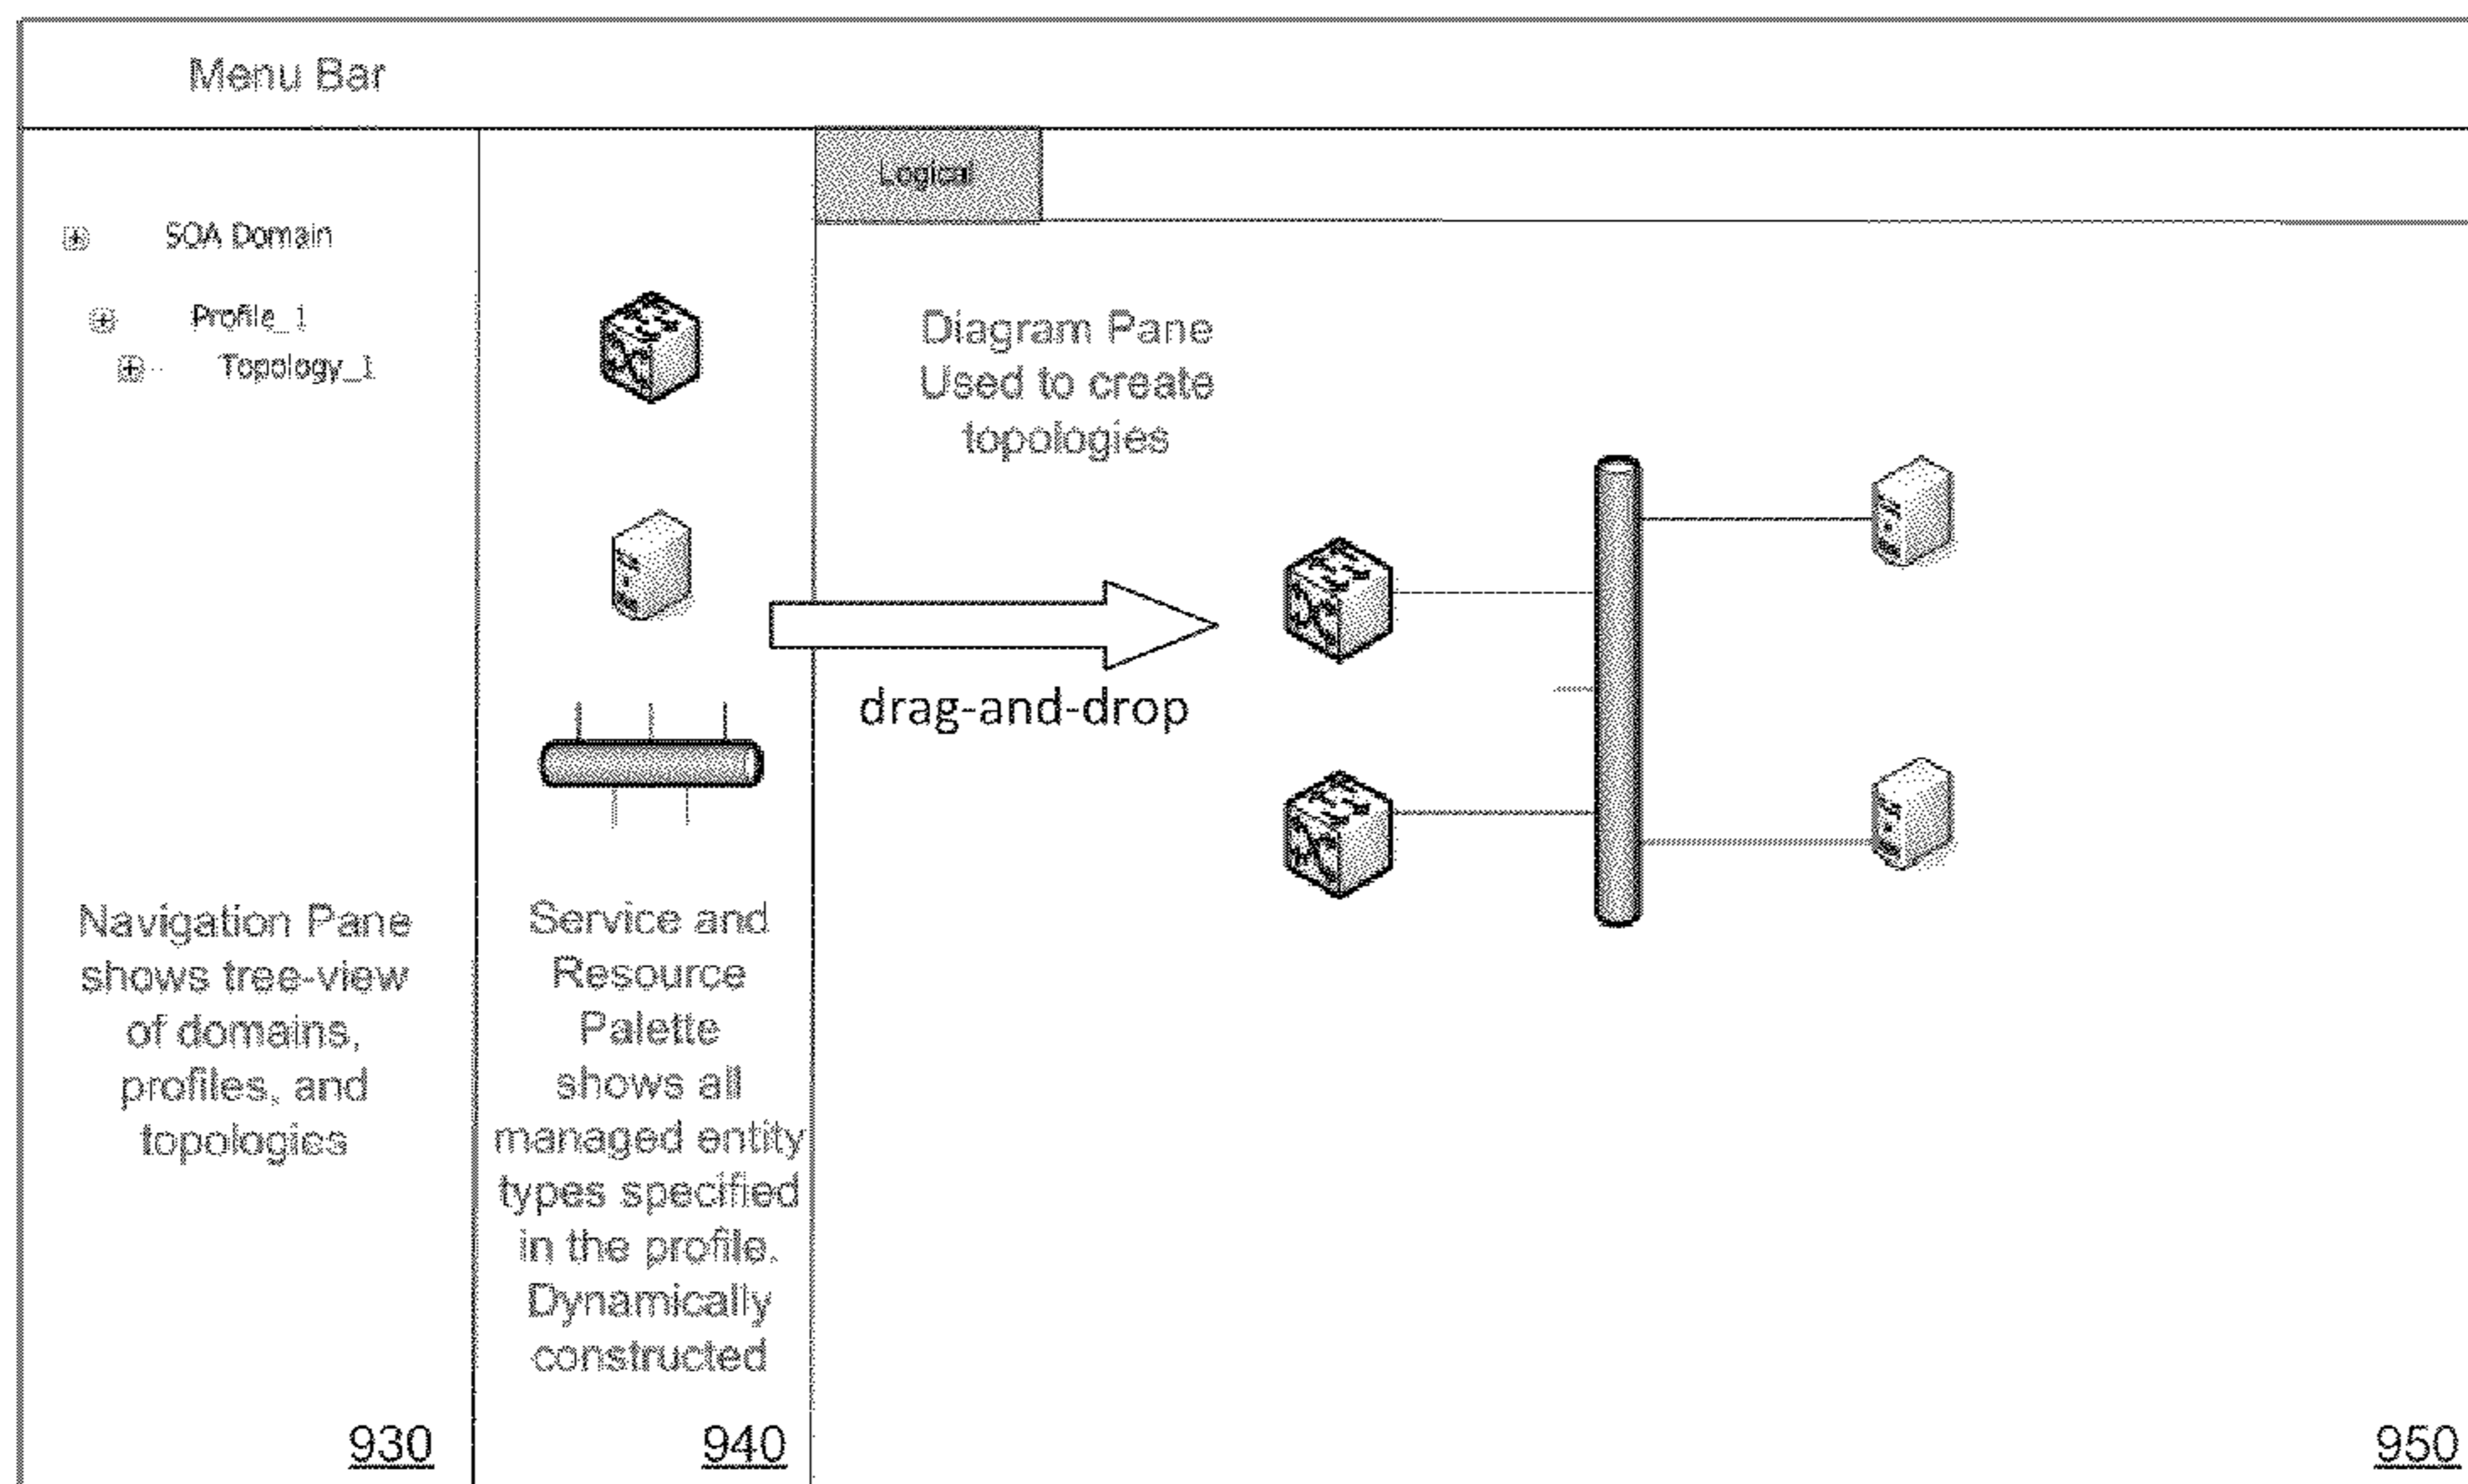 Menu Bar
Logical
SOA Domain
Profile_1
Topology_1
Diagram Pane
Used to create
topologies
drag-and-drop
Navigation Pane
shows tree-view
of domains,
profiles, and
topologies
Service and
Resource
Palette
shows all
managed entity
types specified
in the profile.
Dynamically
constructed
930
940
950